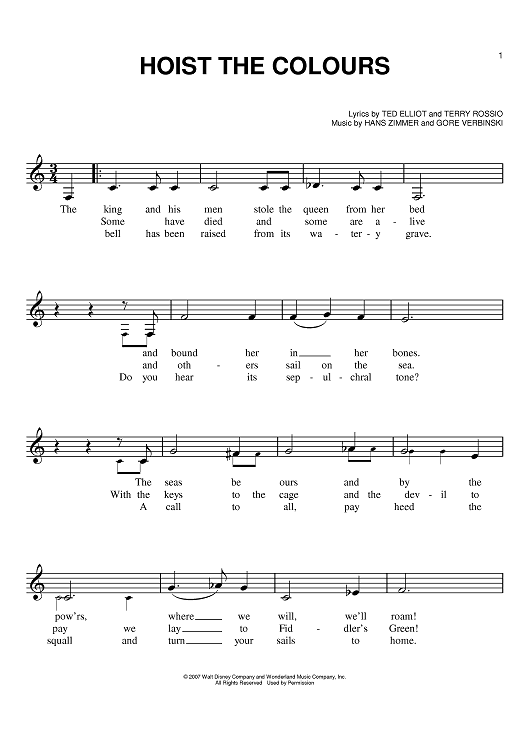 1
HOIST THE COLOURS
Lyrics by TED ELLIOT and TERRY ROSSIO
Music by HANS ZIMMER and GORE VERBINSKI
3
4
The king and his men stole the queen from her bed
Some have died and some are a - live
bell has been raised from its wa - ter - y grave.
and bound her in____ her bones.
and oth - ers sail on the sea.
Do you hear its sep - ul - chral tone?
The seas be ours and by the
With the keys to the cage and the dev - il to
A call to all, pay heed the
pow'rs, where____ we will, we'll roam!
pay we lay____ to Fid - dler's Green!
squall and turn____ your sails to home.
© 2007 Walt Disney Company and Wonderland Music Company, Inc.
All Rights Reserved Used by Permission